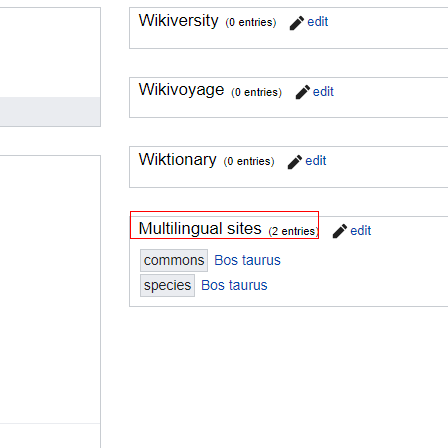 Wikiversity (0 entries) edit
Wikivoyage (0 entries) edit
Wiktionary (0 entries) edit
Multilingual sites (2 entries) edit
commons Bos taurus
species Bos taurus